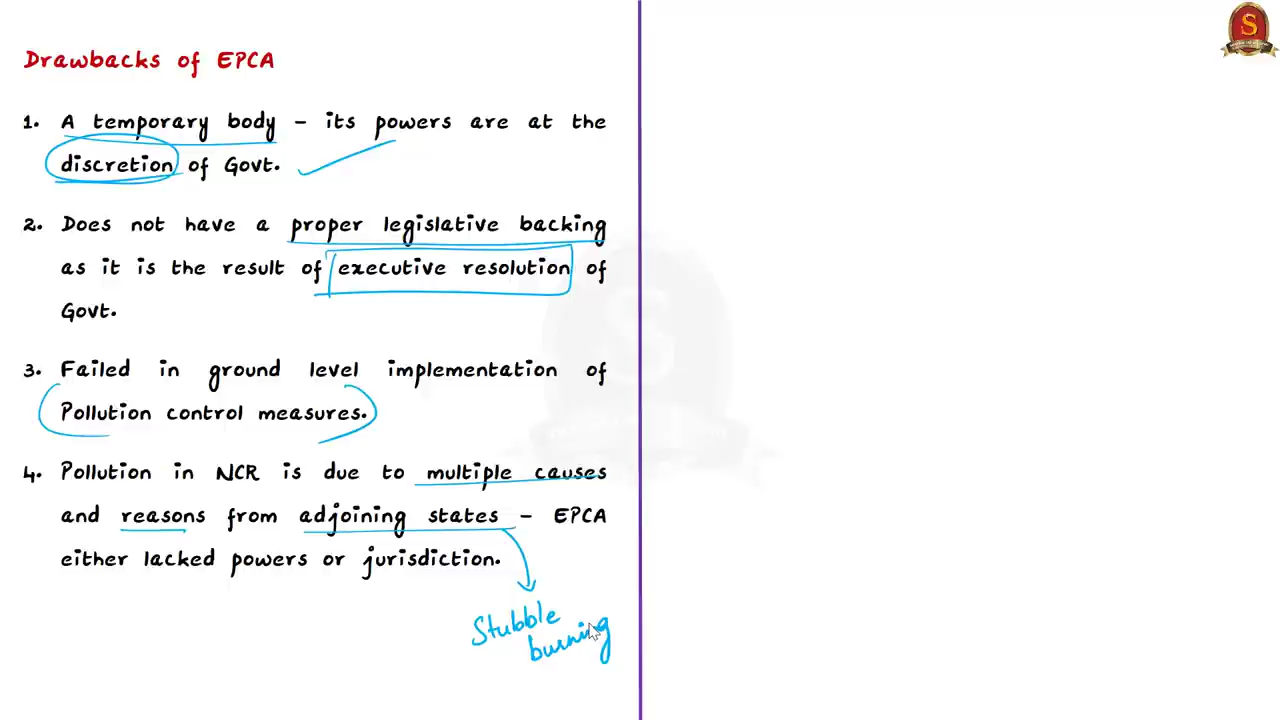 Drawbacks of EPCA
1. A temporary body - its powers are at the
discretion of Govt.
2. Does not have a proper legislative backing
as it is the result of executive resolution of
Govt.
3. Failed in ground level implementation of
Pollution control measures.
4. Pollution in NCR is due to multiple causes
and reasons from adjoining states - EPCA
either lacked powers or jurisdiction.
Stubble
burning
S